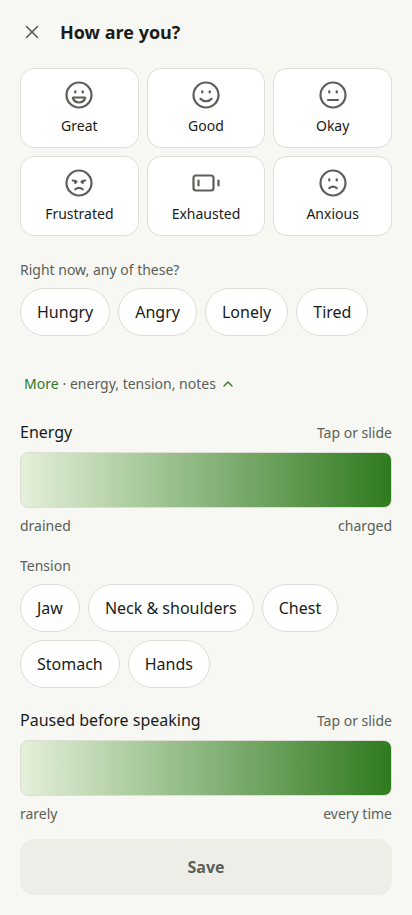 How are you?
Great Good Okay
Frustrated Exhausted Anxious
Right now, any of these?
Hungry Angry Lonely Tired
More · energy, tension, notes
Energy Tap or slide
drained charged
Tension
Jaw Neck & shoulders Chest
Stomach Hands
Paused before speaking Tap or slide
rarely every time
Save